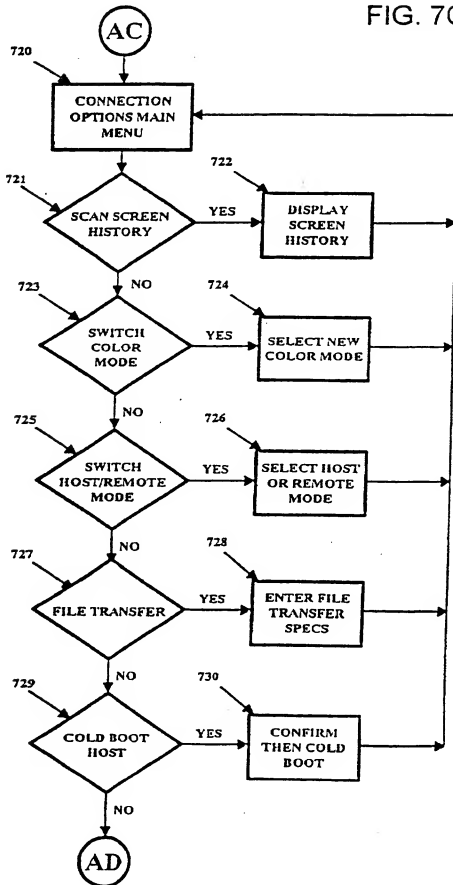 FIG. 70
AC
720
CONNECTION
OPTIONS MAIN
MENU
721
SCAN SCREEN
HISTORY
YES
722
DISPLAY
SCREEN
HISTORY
NO
723
SWITCH
COLOR
MODE
YES
724
SELECT NEW
COLOR MODE
NO
725
SWITCH
HOST/REMOTE
MODE
YES
726
SELECT HOST
OR REMOTE
MODE
NO
727
FILE TRANSFER
YES
728
ENTER FILE
TRANSFER
SPECS
NO
729
COLD BOOT
HOST
YES
730
CONFIRM
THEN COLD
BOOT
NO
AD